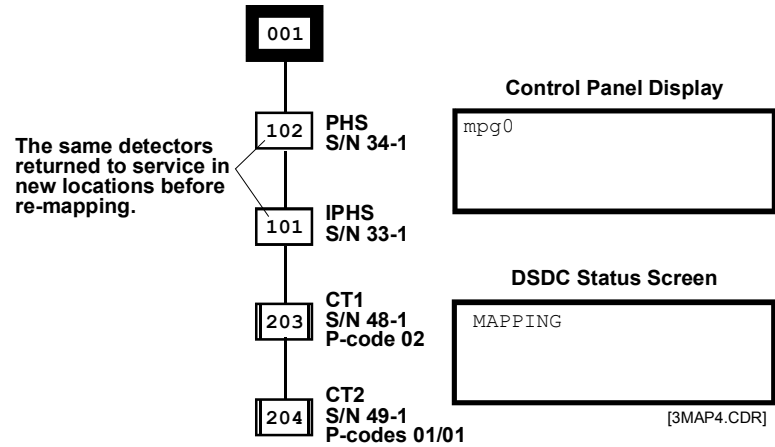 001
102
PHS
S/N 34-1
The same detectors
returned to service in
new locations before
re-mapping.
101
IPHS
S/N 33-1
203
CT1
S/N 48-1
P-code 02
204
CT2
S/N 49-1
P-codes 01/01
Control Panel Display
mpg0
DSDC Status Screen
MAPPING
[3MAP4.CDR]